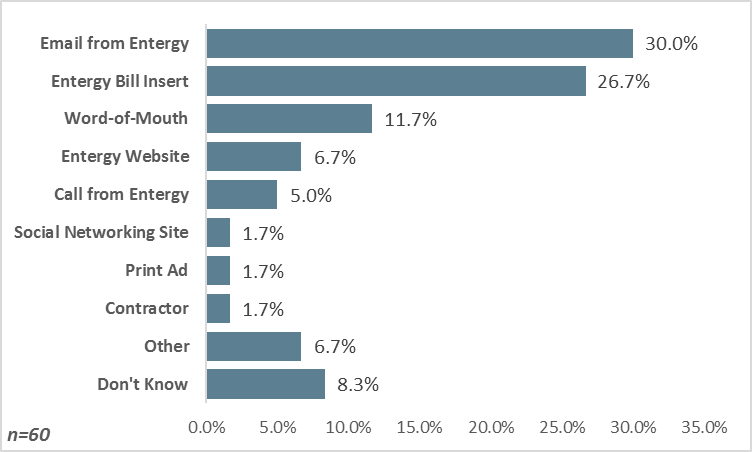 Email from Entergy 30.0%
Entergy Bill Insert 26.7%
Word-of-Mouth 11.7%
Entergy Website 6.7%
Call from Entergy 5.0%
Social Networking Site 1.7%
Print Ad 1.7%
Contractor 1.7%
Other 6.7%
Don't Know 8.3%
0.0% 5.0% 10.0% 15.0% 20.0% 25.0% 30.0% 35.0%
n=60